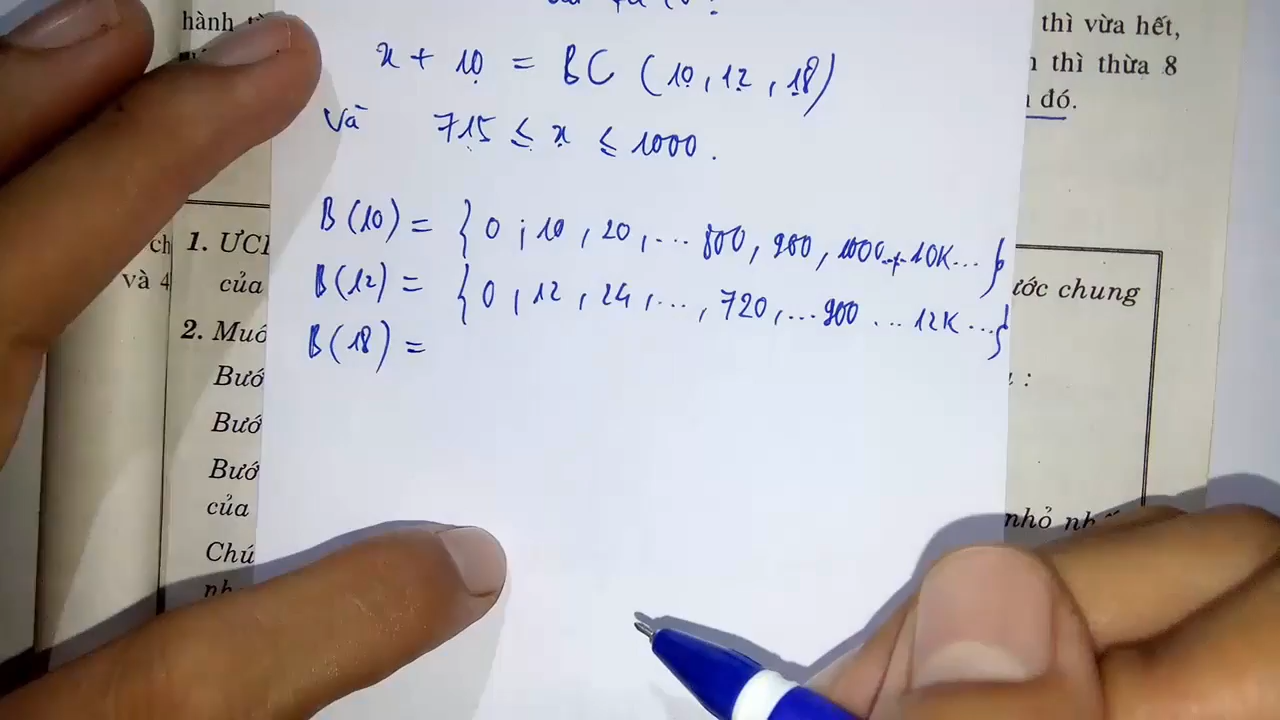 hành
thì vừa hết,
thì thừa 8
đó.
x + 10 = BC (10, 12, 18)
Và 715 ≤ x ≤ 1000.
B(10) = { 0; 10, 20, ... 800, 900, 1000... 10K... }
B(12) = { 0, 12, 24, ..., 720, ... 900 ... 12K ... }
B(18) =
ch
và 4
1. ƯCL
của
ước chung
2. Muố
Bướ
Bướ
Bướ
của
nhỏ nh
Chú